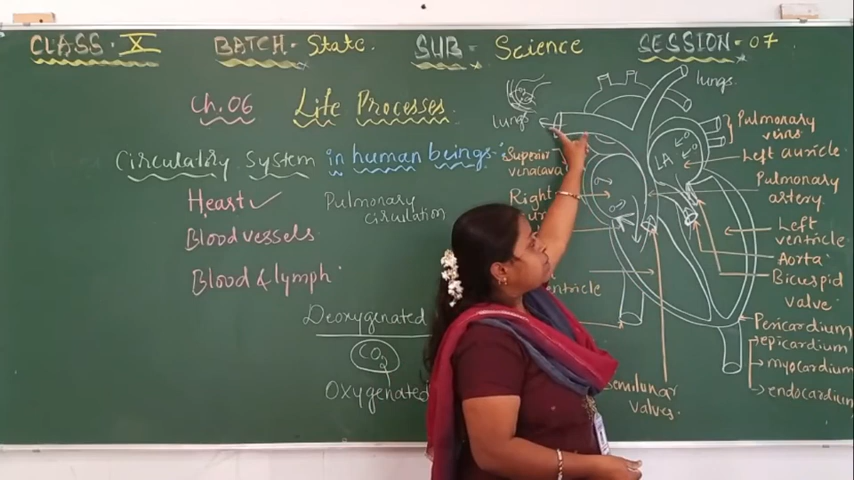 CLASS - X
BATCH - State.
SUB - Science
SESSION - 07
Ch. 06 Life Processes
Circulatory System in human beings -
Heart ✓
Blood vessels
Blood & lymph
Pulmonary
circulation
Deoxygenated
CO2
Oxygenated
lungs
lungs.
Superior
venacava
Right
LA
Pulmonary
veins
Left auricle
Pulmonary
artery.
Left
ventricle
Aorta
Bicuspid
valve
Pericardium
epicardium
myocardium
endocardium
valves.